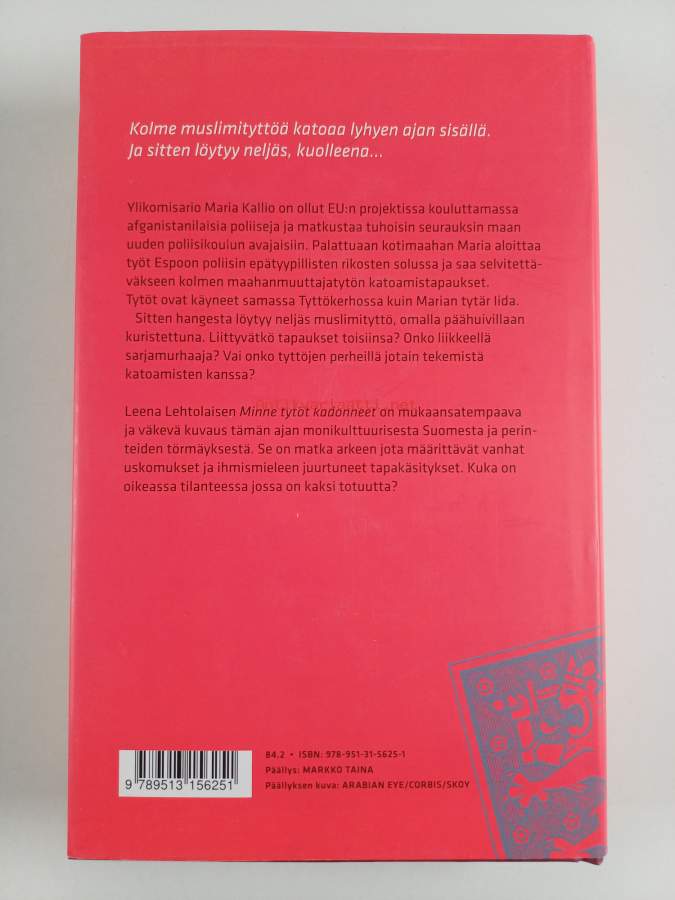 Kolme muslimityttöä katoaa lyhyen ajan sisällä.
Ja sitten löytyy neljäs, kuolleena...
Ylikomisario Maria Kallio on ollut EU:n projektissa kouluttamassa
afganistanilaisia poliiseja ja matkustaa tuhoisin seurauksin maan
uuden poliisikoulun avajaisiin. Palattuaan kotimaahan Maria aloittaa
työt Espoon poliisin epätyypillisten rikosten solussa ja saa selvitettä-
väkseen kolmen maahanmuuttajatytön katoamistapaukset.
Tytöt ovat käyneet samassa Tyttökerhossa kuin Marian tytär Iida.
Sitten hangesta löytyy neljäs muslimityttö, omalla päähuivillaan
kuristettuna. Liittyvätkö tapaukset toisiinsa? Onko liikkeellä
sarjamurhaaja? Vai onko tyttöjen perheillä jotain tekemistä
katoamisten kanssa?
Antikvariaatti.net
Leena Lehtolaisen Minne tytöt kadonneet on mukaansatempaava
ja väkevä kuvaus tämän ajan monikulttuurisesta Suomesta ja perin-
teiden törmäyksestä. Se on matka arkeen jota määrittävät vanhat
uskomukset ja ihmismieleen juurtuneet tapakäsitykset. Kuka on
oikeassa tilanteessa jossa on kaksi totuutta?
84.2 • ISBN: 978-951-31-5625-1
Päällys: MARKKO TAINA
Päällyksen kuva: ARABIAN EYE/CORBIS/SKOY
9 789513 156251